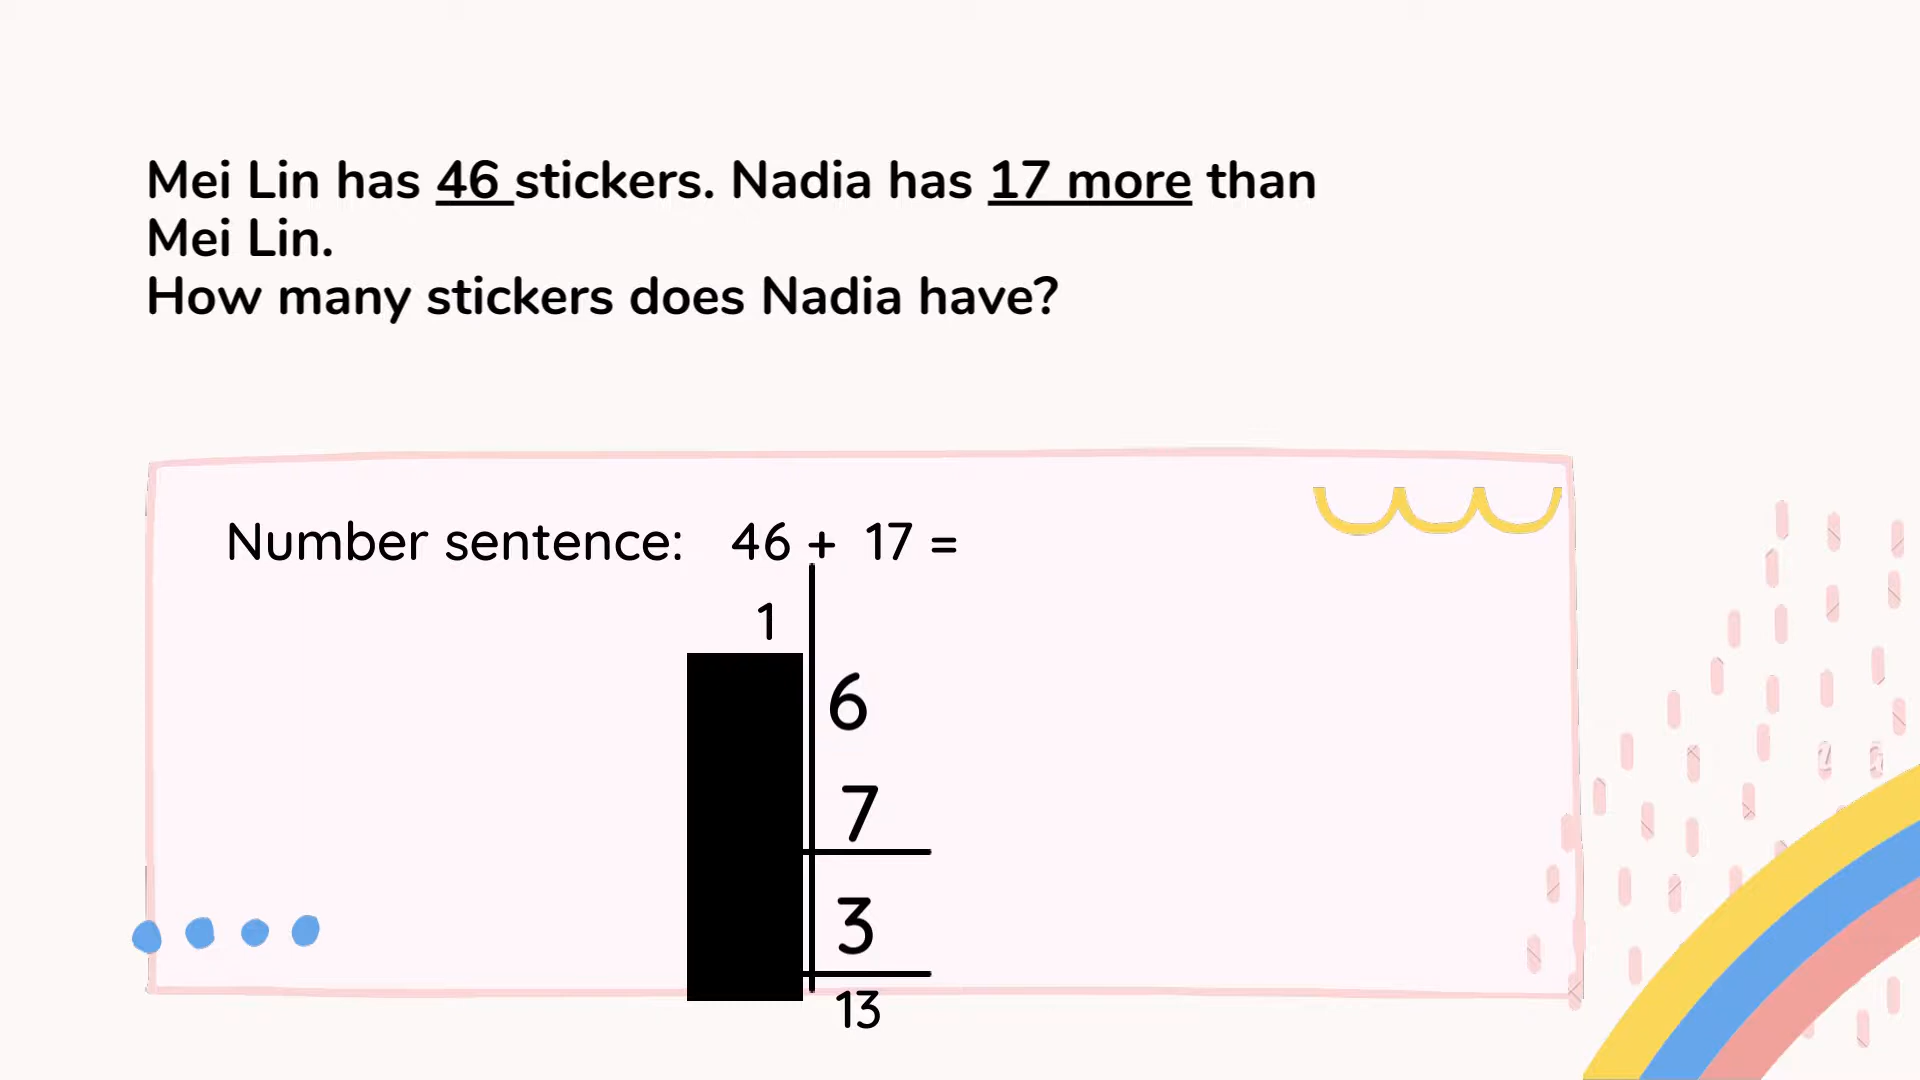 Mei Lin has 46 stickers. Nadia has 17 more than
Mei Lin.
How many stickers does Nadia have?
Number sentence: 46 + 17 =
1
6
7
3
13